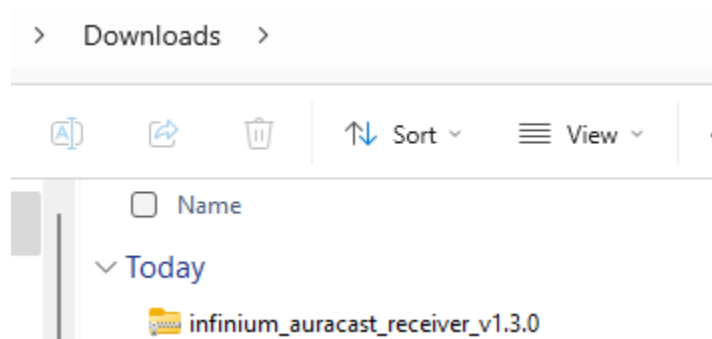 > Downloads >
Sort View
Name
Today
infinium_auracast_receiver_v1.3.0